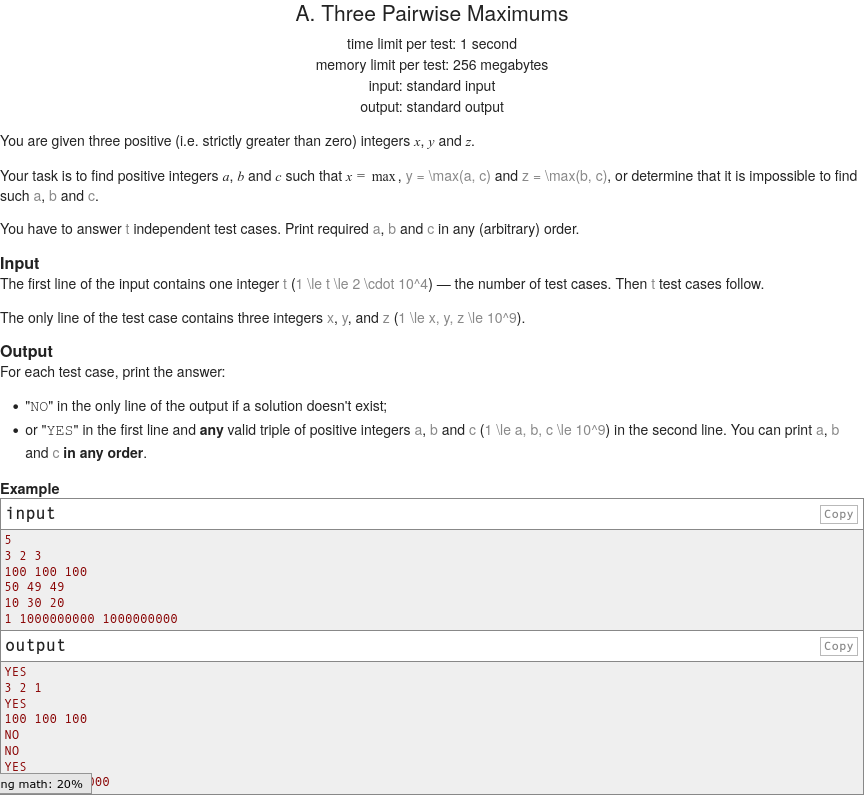 A. Three Pairwise Maximums
time limit per test: 1 second
memory limit per test: 256 megabytes
input: standard input
output: standard output
You are given three positive (i.e. strictly greater than zero) integers x, y and z.
Your task is to find positive integers a, b and c such that x = max, y = \max(a, c) and z = \max(b, c), or determine that it is impossible to find
such a, b and c.
You have to answer t independent test cases. Print required a, b and c in any (arbitrary) order.
Input
The first line of the input contains one integer t (1 \le t \le 2 \cdot 10^4) — the number of test cases. Then t test cases follow.
The only line of the test case contains three integers x, y, and z (1 \le x, y, z \le 10^9).
Output
For each test case, print the answer:
• "NO" in the only line of the output if a solution doesn't exist;
• or "YES" in the first line and any valid triple of positive integers a, b and c (1 \le a, b, c \le 10^9) in the second line. You can print a, b
and c in any order.
Example
input Copy
5
3 2 3
100 100 100
50 49 49
10 30 20
1 1000000000 1000000000
output Copy
YES
3 2 1
YES
100 100 100
NO
NO
YES
ng math: 20% 000